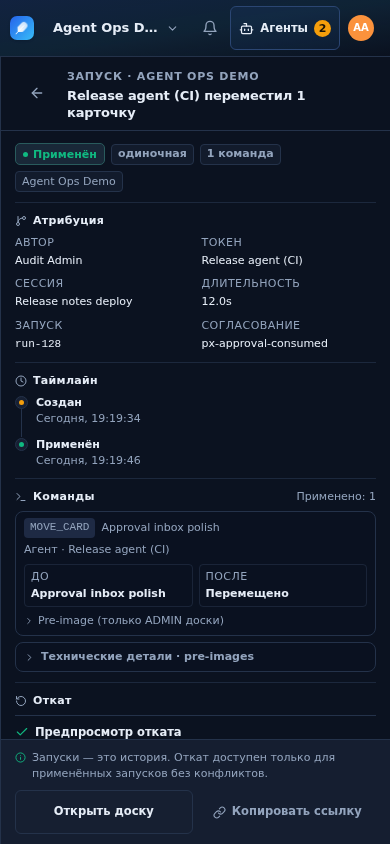 Agent Ops D...
Агенты 2
AA
ЗАПУСК · AGENT OPS DEMO
Release agent (CI) переместил 1
карточку
Применён
одиночная
1 команда
Agent Ops Demo
Атрибуция
АВТОР
ТОКЕН
Audit Admin
Release agent (CI)
СЕССИЯ
ДЛИТЕЛЬНОСТЬ
Release notes deploy
12.0s
ЗАПУСК
СОГЛАСОВАНИЕ
run-128
px-approval-consumed
Таймлайн
Создан
Сегодня, 19:19:34
Применён
Сегодня, 19:19:46
Команды
Применено: 1
MOVE_CARD Approval inbox polish
Агент · Release agent (CI)
ДО
ПОСЛЕ
Approval inbox polish
Перемещено
Pre-image (только ADMIN доски)
Технические детали · pre-images
Откат
Предпросмотр отката
Запуски — это история. Откат доступен только для
применённых запусков без конфликтов.
Открыть доску
Копировать ссылку